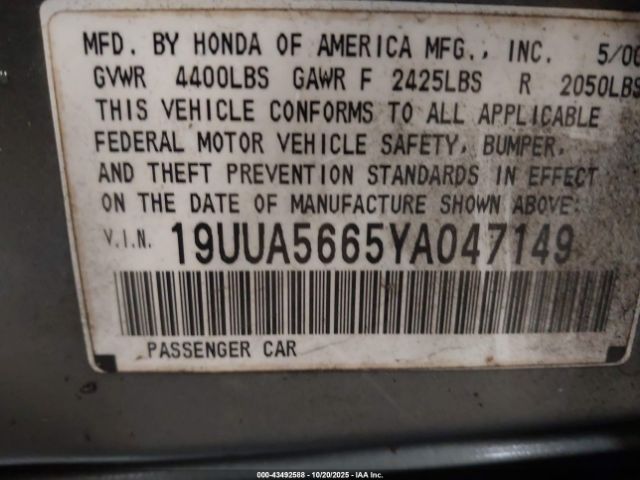 MFD. BY HONDA OF AMERICA MFG., INC. 5/00
GVWR 4400LBS GAWR F 2425LBS R 2050LBS
THIS VEHICLE CONFORMS TO ALL APPLICABLE
FEDERAL MOTOR VEHICLE SAFETY, BUMPER,
AND THEFT PREVENTION STANDARDS IN EFFECT
ON THE DATE OF MANUFACTURE SHOWN ABOVE:
V.I.N. 19UUA5665YA047149
PASSENGER CAR
000-43492588 - 10/20/2025 - IAA Inc.